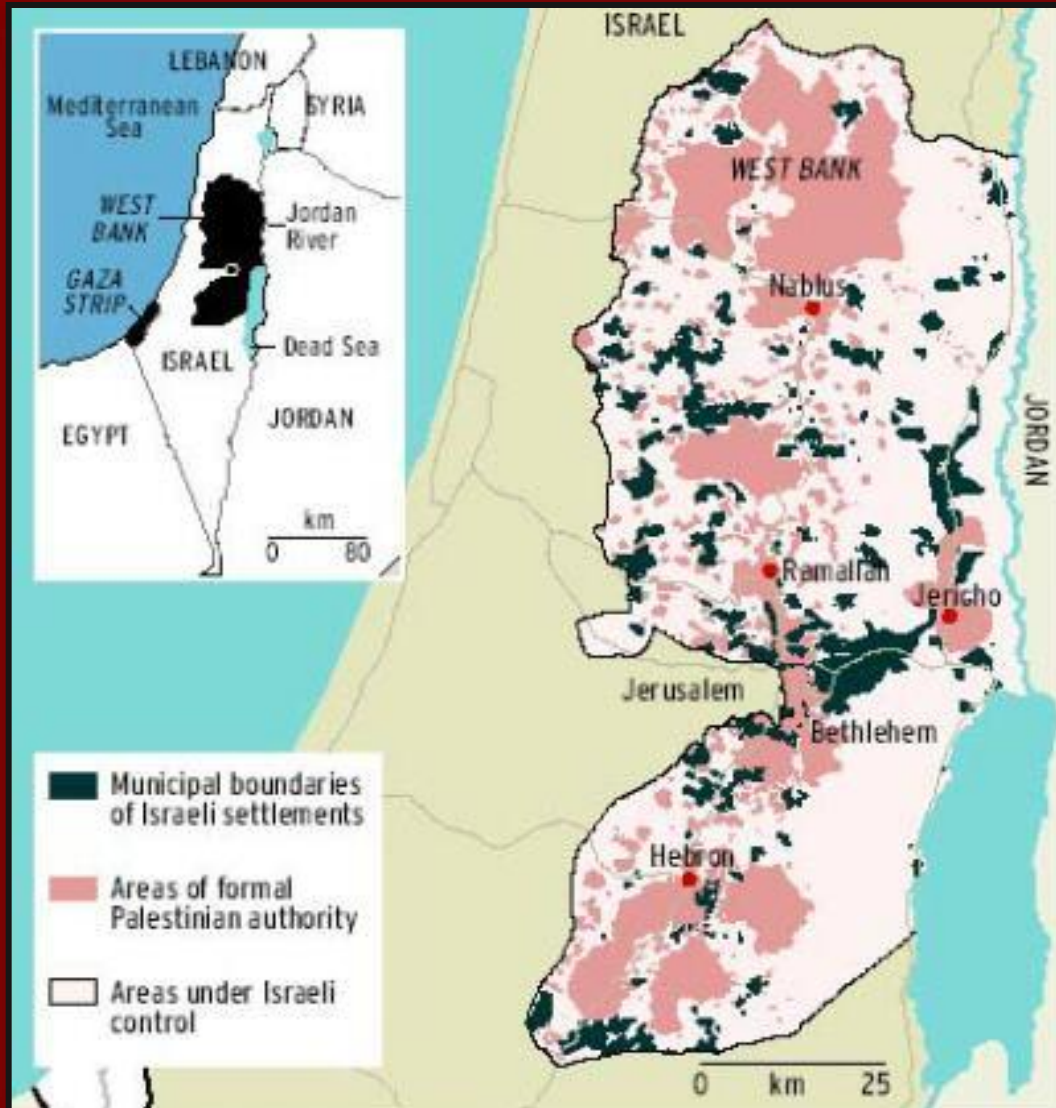 LEBANON
Mediterranean
Sea
SYRIA
WEST
BANK
Jordan
River
GAZA
STRIP
ISRAEL
Dead Sea
EGYPT
JORDAN
km
0 80
ISRAEL
WEST BANK
Nablus
JORDAN
Ramallah
Jericho
Jerusalem
Bethlehem
Hebron
Municipal boundaries
of Israeli settlements
Areas of formal
Palestinian authority
Areas under Israeli
control
0 km 25